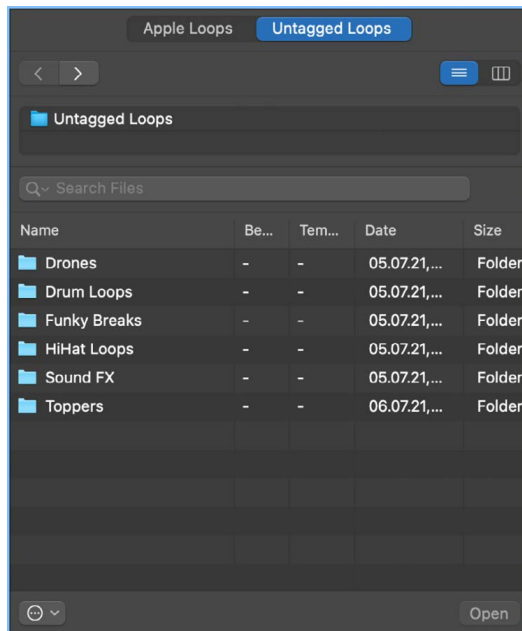 Apple Loops Untagged Loops
Untagged Loops
Search Files
Name Be... Tem... Date Size
Drones - - 05.07.21,... Folder
Drum Loops - - 05.07.21,... Folder
Funky Breaks - - 05.07.21,... Folder
HiHat Loops - - 05.07.21,... Folder
Sound FX - - 05.07.21,... Folder
Toppers - - 06.07.21,... Folder
Open